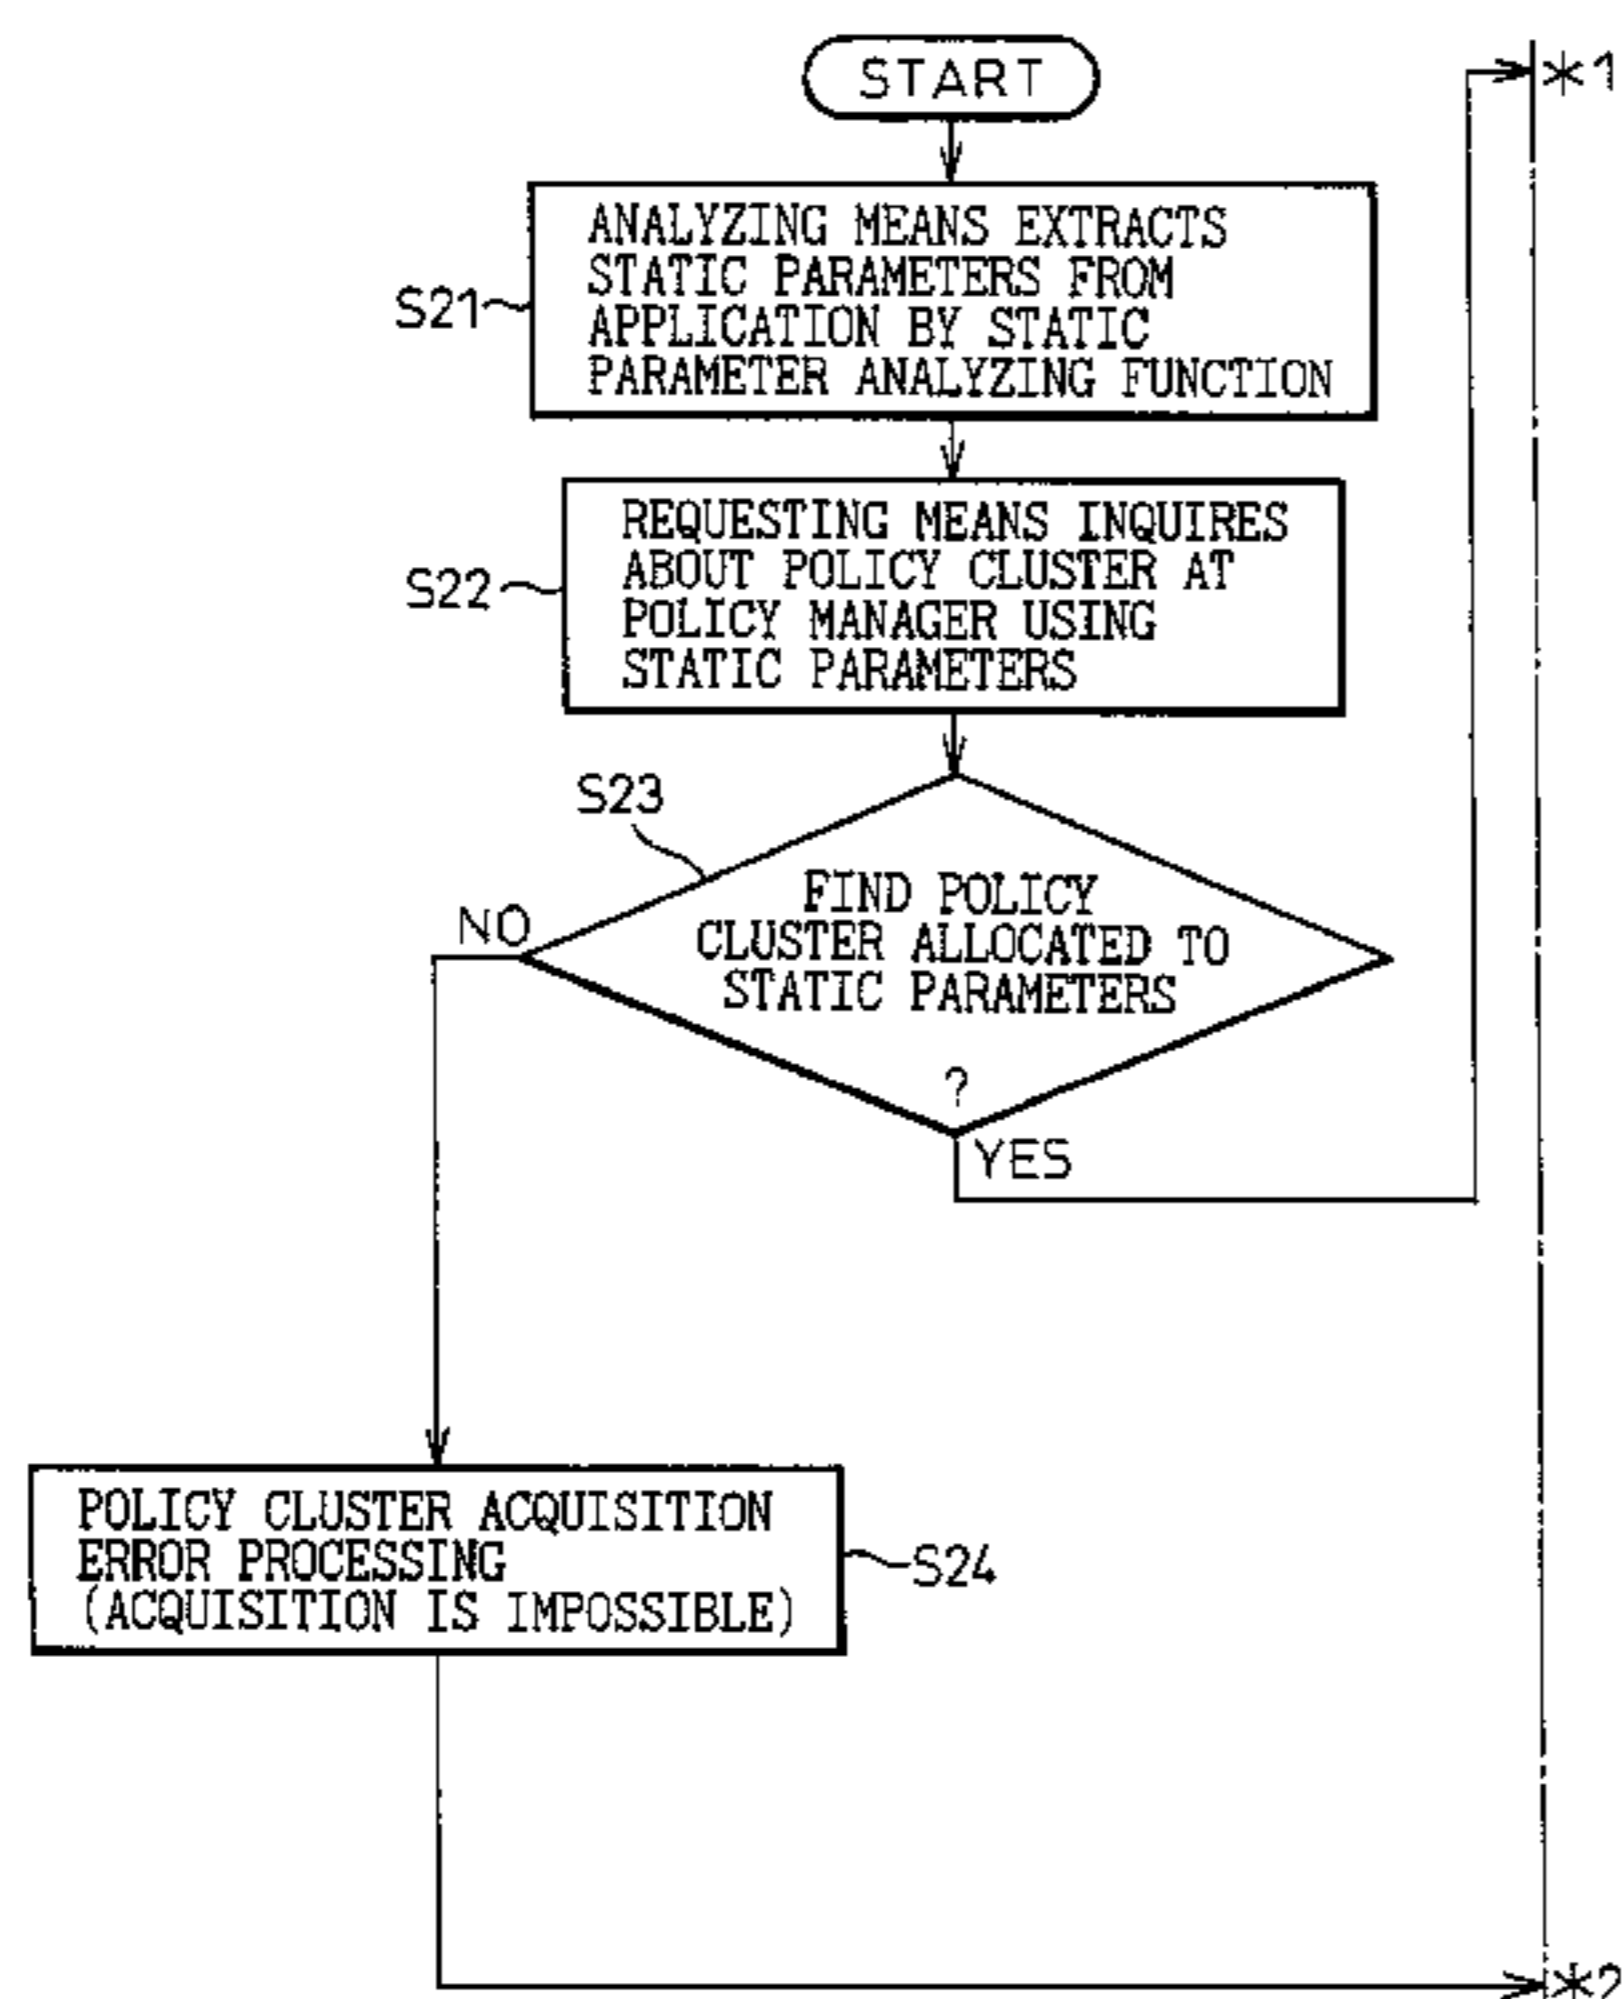 START
*1
S21
ANALYZING MEANS EXTRACTS
STATIC PARAMETERS FROM
APPLICATION BY STATIC
PARAMETER ANALYZING FUNCTION
S22
REQUESTING MEANS INQUIRES
ABOUT POLICY CLUSTER AT
POLICY MANAGER USING
STATIC PARAMETERS
S23
FIND POLICY
CLUSTER ALLOCATED TO
STATIC PARAMETERS
?
NO
YES
POLICY CLUSTER ACQUISITION
ERROR PROCESSING
(ACQUISITION IS IMPOSSIBLE)
S24
*2